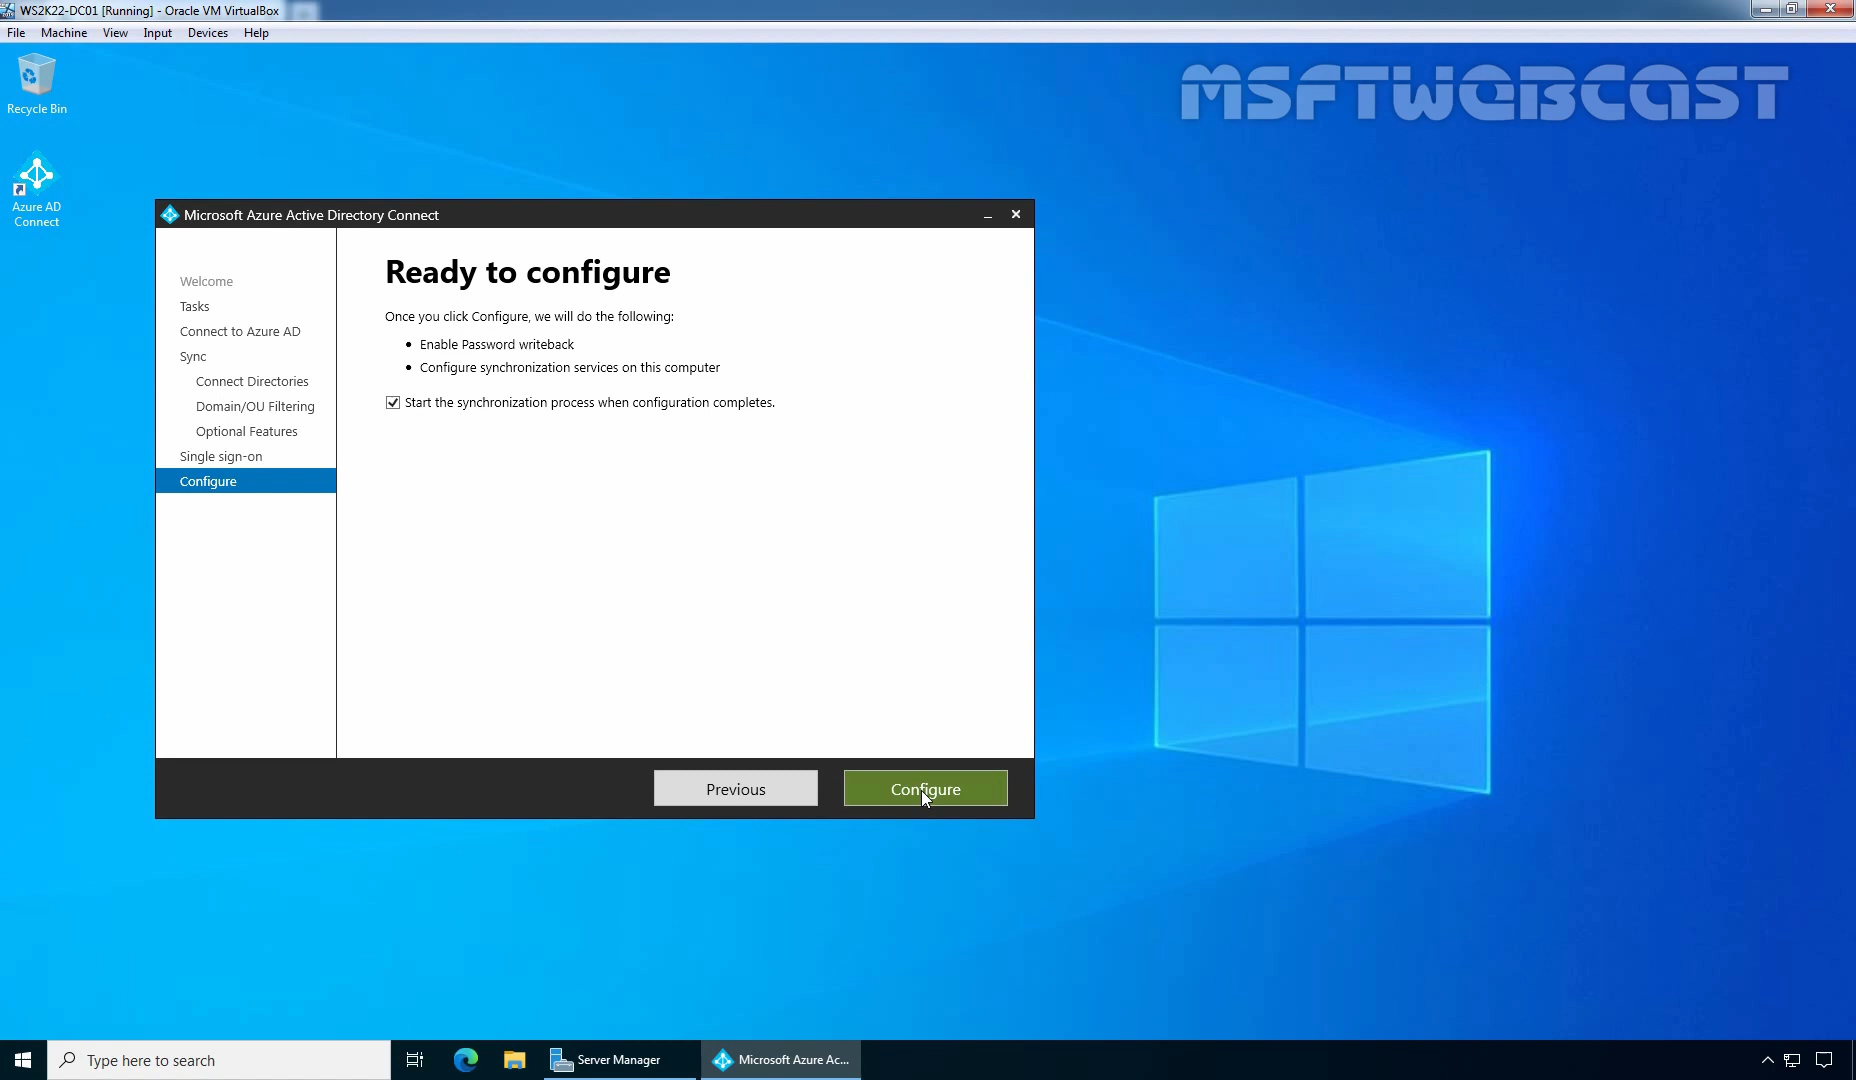 WS2K22-DC01 [Running] - Oracle VM VirtualBox
File Machine View Input Devices Help
Recycle Bin
MSFTWEBCAST
Azure AD
Connect
Microsoft Azure Active Directory Connect
Welcome
Tasks
Connect to Azure AD
Sync
Connect Directories
Domain/OU Filtering
Optional Features
Single sign-on
Configure
Ready to configure
Once you click Configure, we will do the following:
• Enable Password writeback
• Configure synchronization services on this computer
Start the synchronization process when configuration completes.
Previous
Configure
Type here to search
Server Manager
Microsoft Azure Ac...